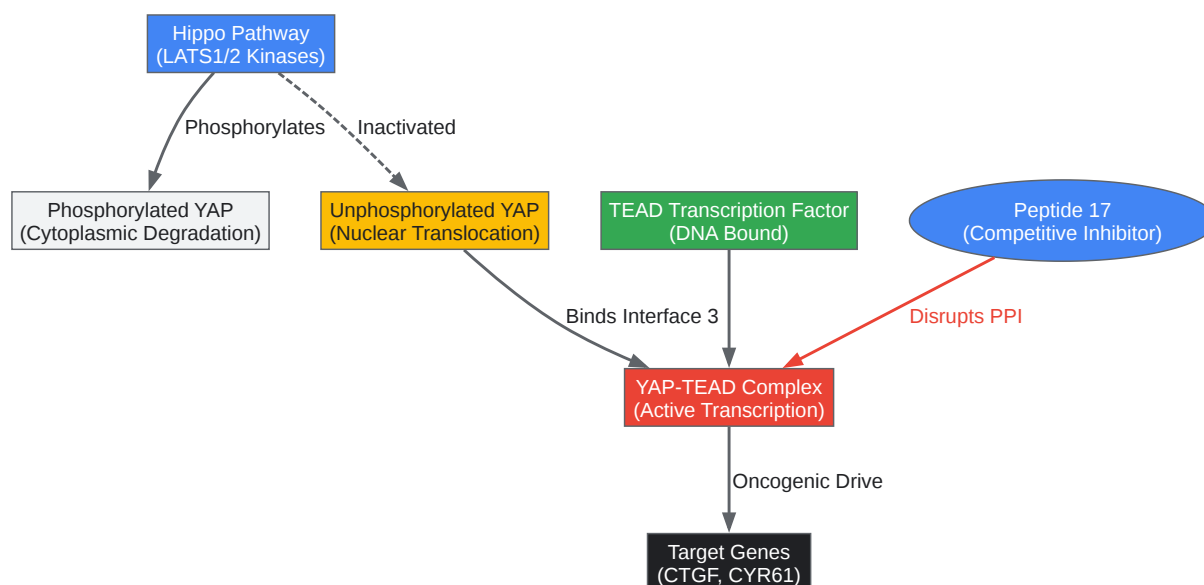 Hippo Pathway
(LATS1/2 Kinases)
Phosphorylates
Inactivated
Phosphorylated YAP
(Cytoplasmic Degradation)
Unphosphorylated YAP
(Nuclear Translocation)
TEAD Transcription Factor
(DNA Bound)
Peptide 17
(Competitive Inhibitor)
Binds Interface 3
Disrupts PPI
YAP-TEAD Complex
(Active Transcription)
Oncogenic Drive
Target Genes
(CTGF, CYR61)